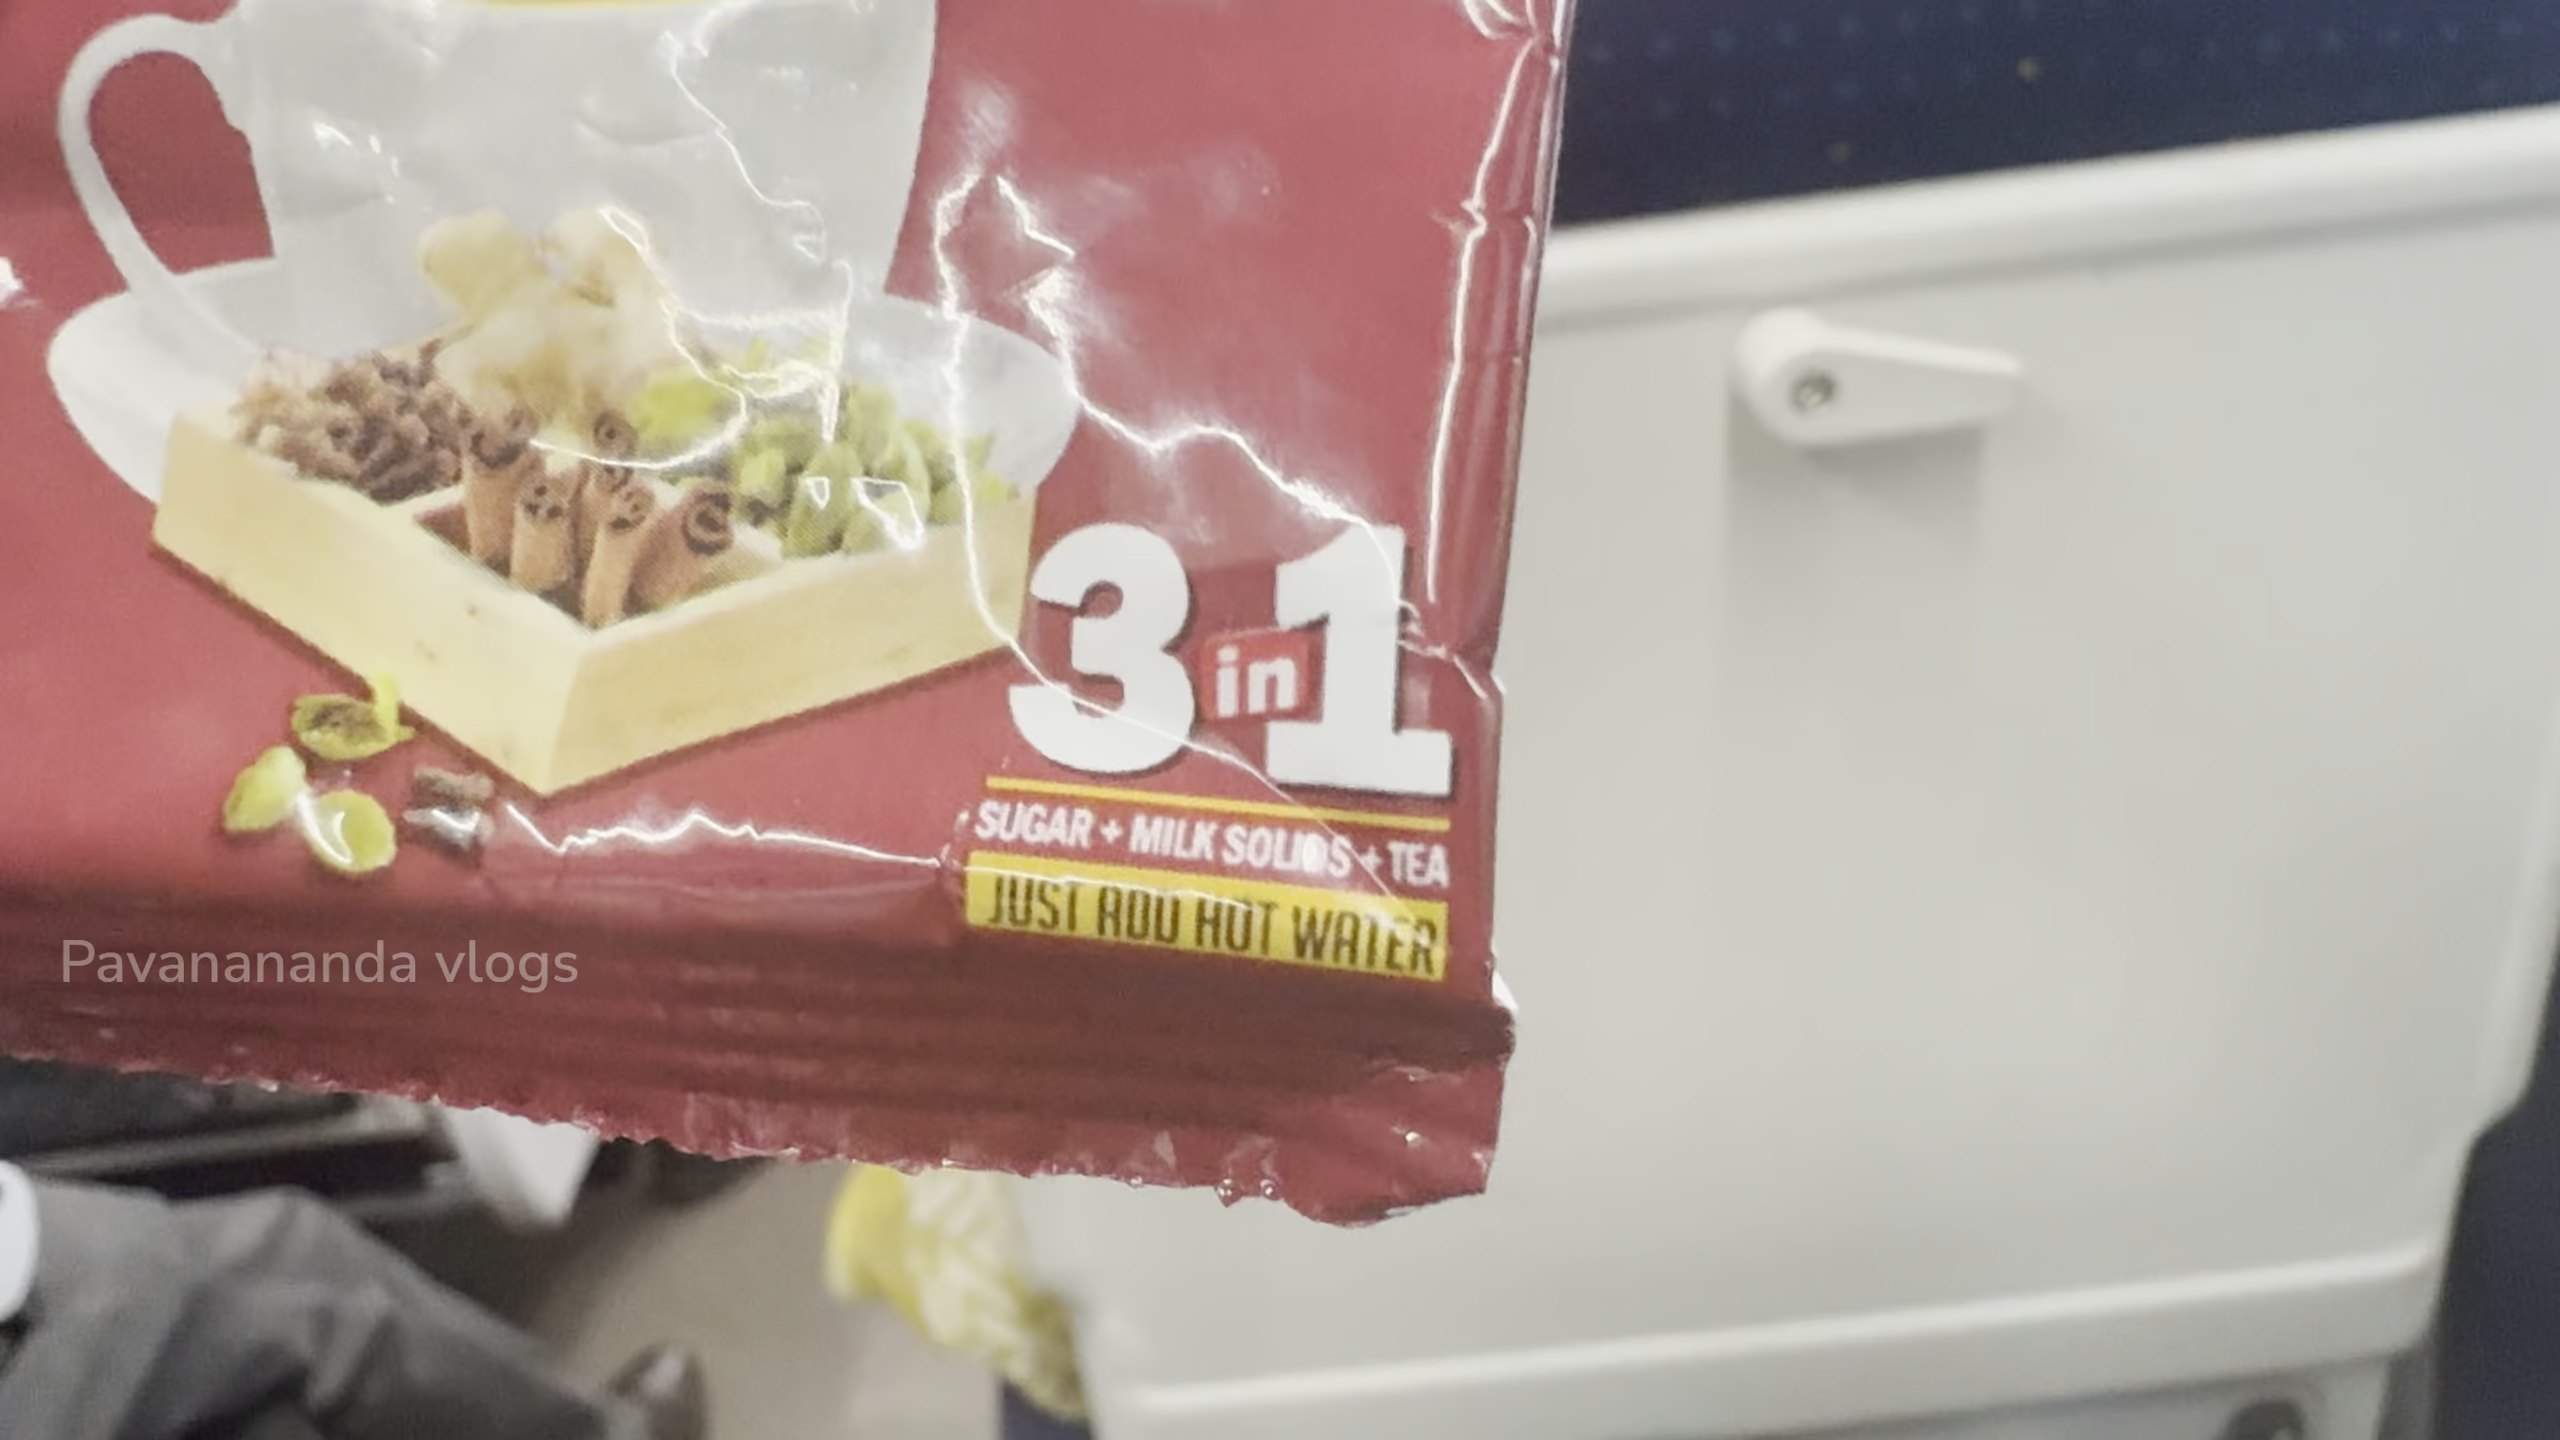 3 in 1
SUGAR + MILK SOLIDS + TEA
JUST ADD HOT WATER
Pavanananda vlogs